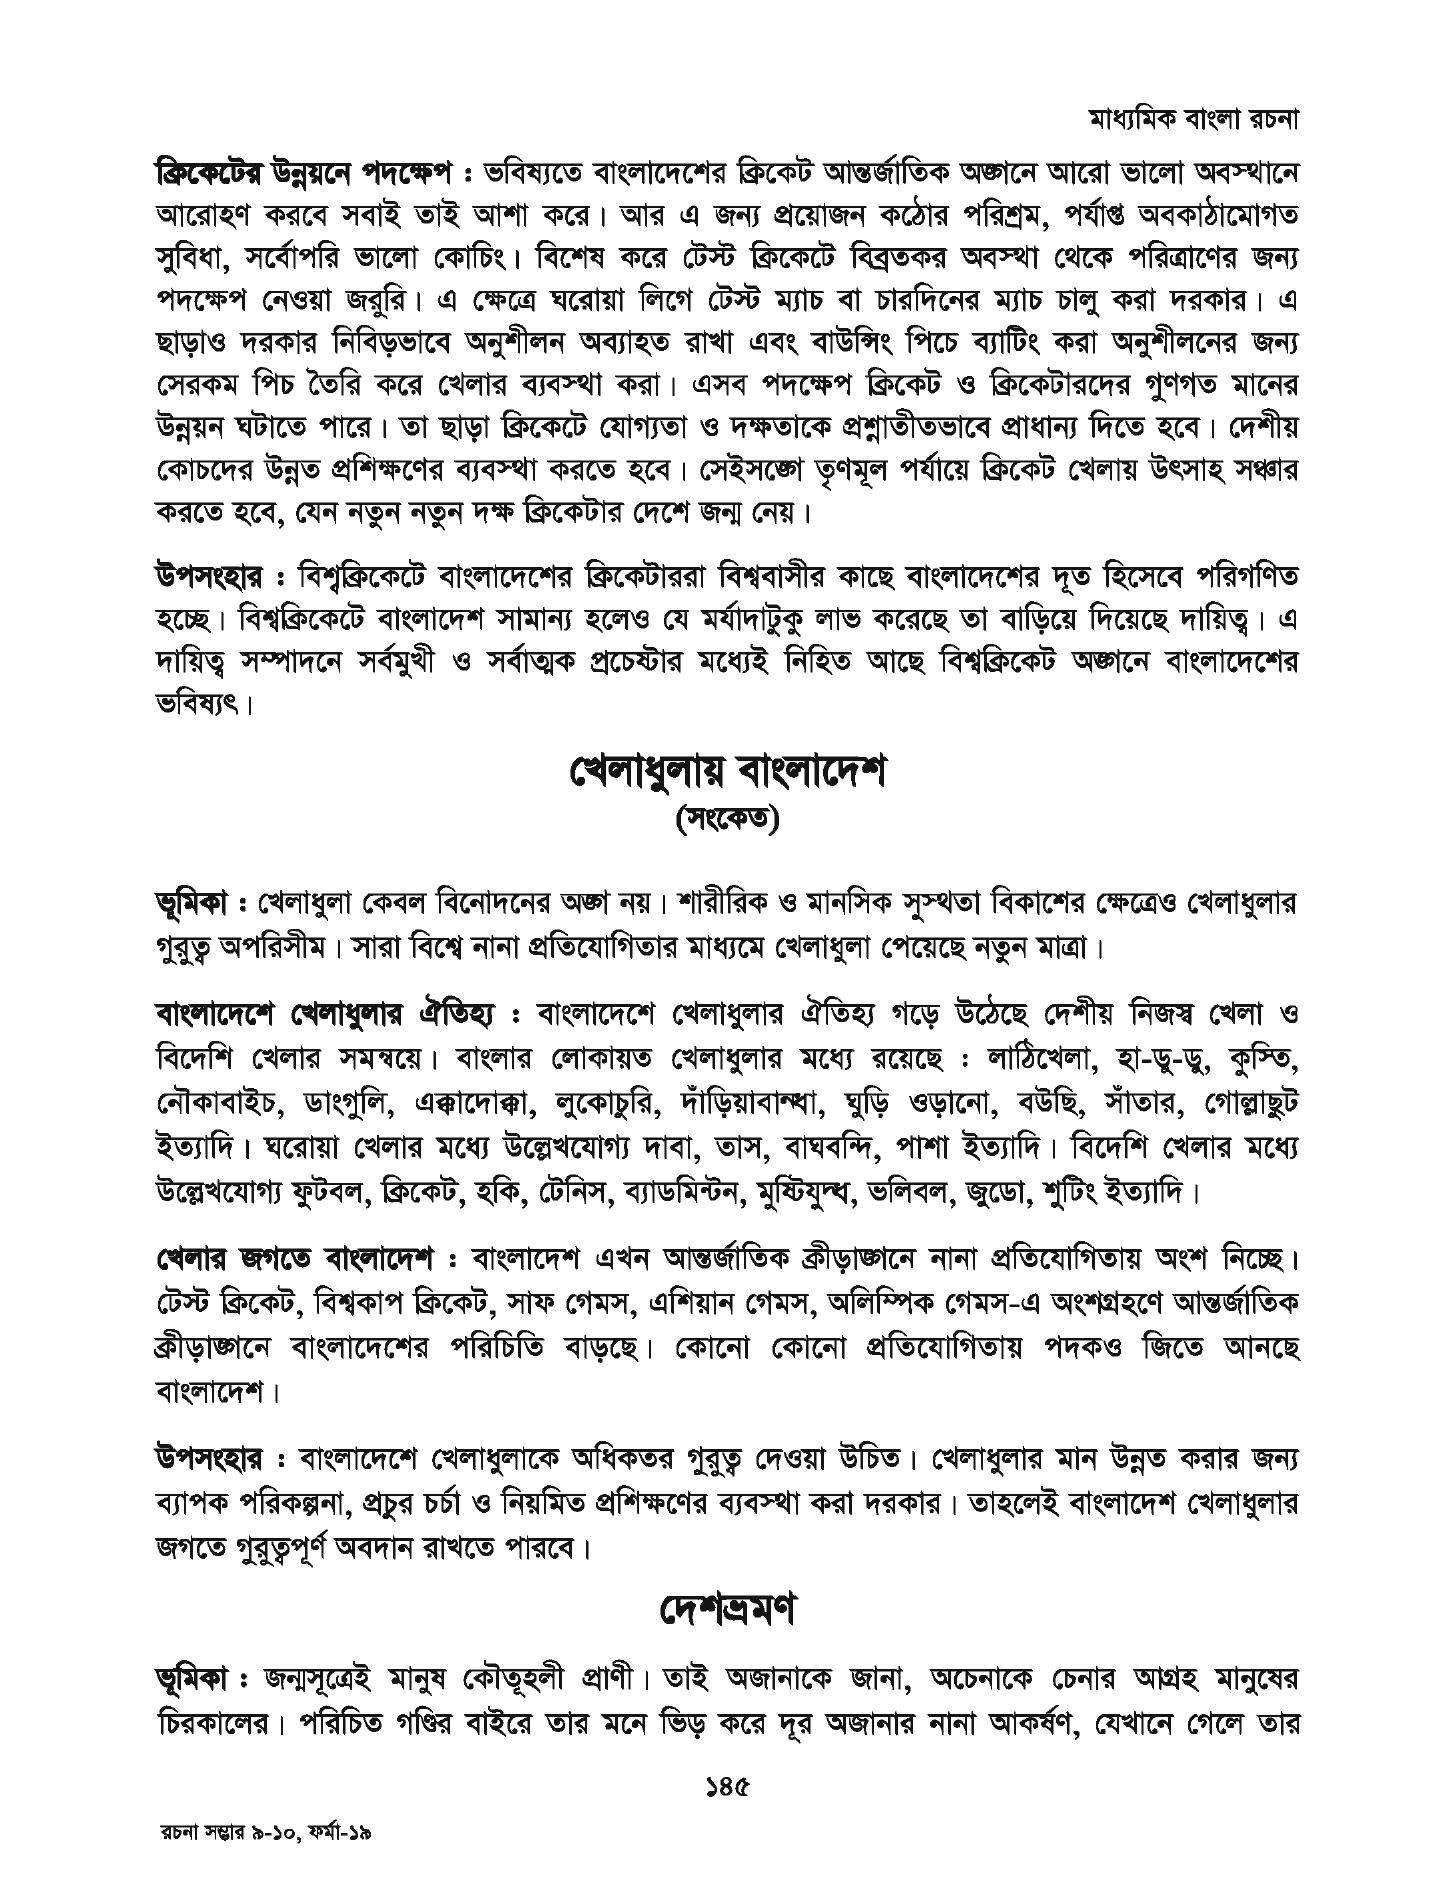 মাধ্যমিক বাংলা রচনা
ক্রিকেটের উন্নয়নে পদক্ষেপ : ভবিষ্যতে বাংলাদেশের ক্রিকেট আন্তর্জাতিক অঙ্গনে আরো ভালো অবস্থানে
আরোহণ করবে সবাই তাই আশা করে। আর এ জন্য প্রয়োজন কঠোর পরিশ্রম, পর্যাপ্ত অবকাঠামোগত
সুবিধা, সর্বোপরি ভালো কোচিং। বিশেষ করে টেস্ট ক্রিকেটে বিব্রতকর অবস্থা থেকে পরিত্রাণের জন্য
পদক্ষেপ নেওয়া জরুরি। এ ক্ষেত্রে ঘরোয়া লিগে টেস্ট ম্যাচ বা চারদিনের ম্যাচ চালু করা দরকার। এ
ছাড়াও দরকার নিবিড়ভাবে অনুশীলন অব্যাহত রাখা এবং বাউন্সিং পিচে ব্যাটিং করা অনুশীলনের জন্য
সেরকম পিচ তৈরি করে খেলার ব্যবস্থা করা। এসব পদক্ষেপ ক্রিকেট ও ক্রিকেটারদের গুণগত মানের
উন্নয়ন ঘটাতে পারে। তা ছাড়া ক্রিকেটে যোগ্যতা ও দক্ষতাকে প্রশ্নাতীতভাবে প্রাধান্য দিতে হবে। দেশীয়
কোচদের উন্নত প্রশিক্ষণের ব্যবস্থা করতে হবে। সেইসঙ্গে তৃণমূল পর্যায়ে ক্রিকেট খেলায় উৎসাহ সঞ্চার
করতে হবে, যেন নতুন নতুন দক্ষ ক্রিকেটার দেশে জন্ম নেয়।
উপসংহার : বিশ্বক্রিকেটে বাংলাদেশের ক্রিকেটাররা বিশ্ববাসীর কাছে বাংলাদেশের দূত হিসেবে পরিগণিত
হচ্ছে। বিশ্বক্রিকেটে বাংলাদেশ সামান্য হলেও যে মর্যাদাটুকু লাভ করেছে তা বাড়িয়ে দিয়েছে দায়িত্ব। এ
দায়িত্ব সম্পাদনে সর্বমুখী ও সর্বাত্মক প্রচেষ্টার মধ্যেই নিহিত আছে বিশ্বক্রিকেট অঙ্গনে বাংলাদেশের
ভবিষ্যৎ।
খেলাধুলায় বাংলাদেশ
(সংকেত)
ভূমিকা : খেলাধুলা কেবল বিনোদনের অঙ্গ নয়। শারীরিক ও মানসিক সুস্থতা বিকাশের ক্ষেত্রেও খেলাধুলার
গুরুত্ব অপরিসীম। সারা বিশ্বে নানা প্রতিযোগিতার মাধ্যমে খেলাধুলা পেয়েছে নতুন মাত্রা।
বাংলাদেশে খেলাধুলার ঐতিহ্য : বাংলাদেশে খেলাধুলার ঐতিহ্য গড়ে উঠেছে দেশীয় নিজস্ব খেলা ও
বিদেশি খেলার সমন্বয়ে। বাংলার লোকায়ত খেলাধুলার মধ্যে রয়েছে : লাঠিখেলা, হা-ডু-ডু, কুস্তি,
নৌকাবাইচ, ডাংগুলি, এক্কাদোক্কা, লুকোচুরি, দাঁড়িয়াবান্ধা, ঘুড়ি ওড়ানো, বউছি, সাঁতার, গোল্লাছুট
ইত্যাদি। ঘরোয়া খেলার মধ্যে উল্লেখযোগ্য দাবা, তাস, বাঘবন্দি, পাশা ইত্যাদি। বিদেশি খেলার মধ্যে
উল্লেখযোগ্য ফুটবল, ক্রিকেট, হকি, টেনিস, ব্যাডমিন্টন, মুষ্টিযুদ্ধ, ভলিবল, জুডো, শুটিং ইত্যাদি।
খেলার জগতে বাংলাদেশ : বাংলাদেশ এখন আন্তর্জাতিক ক্রীড়াঙ্গনে নানা প্রতিযোগিতায় অংশ নিচ্ছে।
টেস্ট ক্রিকেট, বিশ্বকাপ ক্রিকেট, সাফ গেমস, এশিয়ান গেমস, অলিম্পিক গেমস-এ অংশগ্রহণে আন্তর্জাতিক
ক্রীড়াঙ্গনে বাংলাদেশের পরিচিতি বাড়ছে। কোনো কোনো প্রতিযোগিতায় পদকও জিতে আনছে
বাংলাদেশ।
উপসংহার : বাংলাদেশে খেলাধুলাকে অধিকতর গুরুত্ব দেওয়া উচিত। খেলাধুলার মান উন্নত করার জন্য
ব্যাপক পরিকল্পনা, প্রচুর চর্চা ও নিয়মিত প্রশিক্ষণের ব্যবস্থা করা দরকার। তাহলেই বাংলাদেশ খেলাধুলার
জগতে গুরুত্বপূর্ণ অবদান রাখতে পারবে।
দেশভ্রমণ
ভূমিকা : জন্মসূত্রেই মানুষ কৌতূহলী প্রাণী। তাই অজানাকে জানা, অচেনাকে চেনার আগ্রহ মানুষের
চিরকালের। পরিচিত গণ্ডির বাইরে তার মনে ভিড় করে দূর অজানার নানা আকর্ষণ, যেখানে গেলে তার
১৪৫
রচনা সম্ভার ৯-১০, ফর্মা-১৯